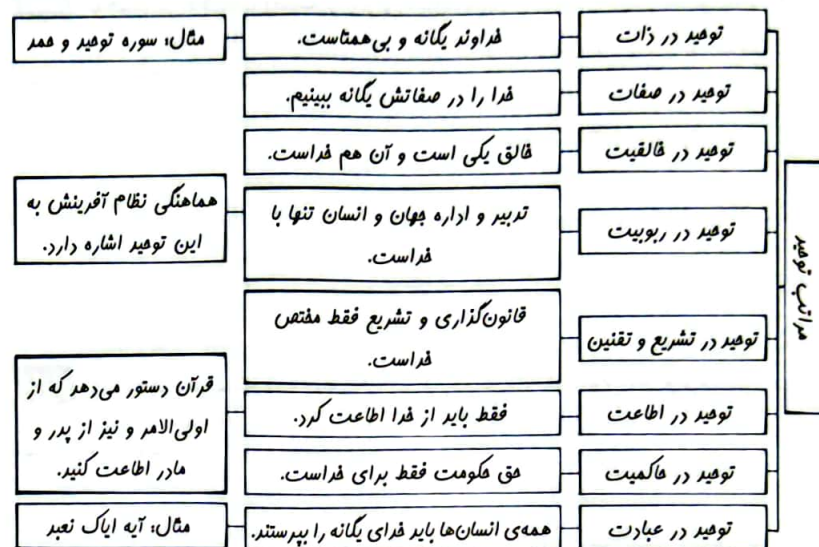 مراتب توحید
توحید در ذات
خداوند یگانه و بی‌همتاست.
مثال: سوره توحید و حمد
توحید در صفات
خدا را در صفاتش یگانه ببینیم.
توحید در خالقیت
خالق یکی است و آن هم خداست.
توحید در ربوبیت
تدبیر و اداره جهان و انسان تنها با
خداست.
هماهنگی نظام آفرینش به
این توحید اشاره دارد.
توحید در تشریع و تقنین
قانون‌گذاری و تشریع فقط مختص
خداست.
توحید در اطاعت
فقط باید از خدا اطاعت کرد.
قرآن دستور می‌دهد که از
اولی‌الامر و نیز از پدر و
مادر اطاعت کنید.
توحید در حاکمیت
حق حکومت فقط برای خداست.
توحید در عبادت
همه‌ی انسان‌ها باید خدای یگانه را بپرستند.
مثال: آیه ایاک نعبد